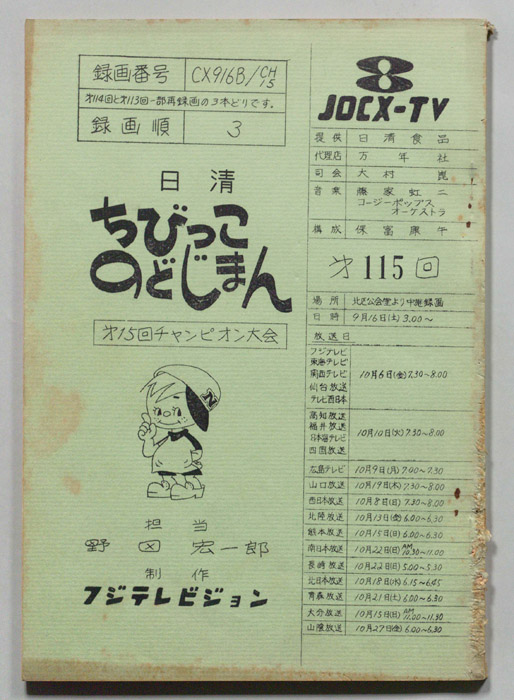 録画番号 CX916B/CH15
才114回と才113回一部再録画の3本どりです。
録画順 3
日清
ちびっこ
のどじまん
才15回チャンピオン大会
N
担当
野田宏一郎
制作
フジテレビジョン
JOCX-TV
提供 日清食品
代理店 万年社
司会 大村崑
音楽 藤家虹二
コージーポップス
オーケストラ
構成 保富康午
才115回
場所 北区公会堂より中継録画
日時 9月16日(土) 3.00〜
放送日
フジテレビ
東海テレビ
関西テレビ 10月6日(金) 7.30〜8.00
仙台放送
テレビ西日本
高知放送
福井放送 10月10日(火) 7.30〜8.00
日本海テレビ
四国放送
広島テレビ 10月9日(月) 7.00〜7.30
山口放送 10月19日(木) 7.30〜8.00
西日本放送 10月8日(日) 7.30〜8.00
北陸放送 10月13日(金) 6.00〜6.30
熊本放送 10月15日(日) 6.00〜6.30
南日本放送 10月22日(日) AM 10.30〜11.00
長崎放送 10月22日(日) 5.00〜5.30
北日本放送 10月18日(水) 6.15〜6.45
青森放送 10月21日(土) 6.00〜6.30
大分放送 10月15日(日) AM 11.00〜11.30
山陰放送 10月27日(金) 6.00〜6.30